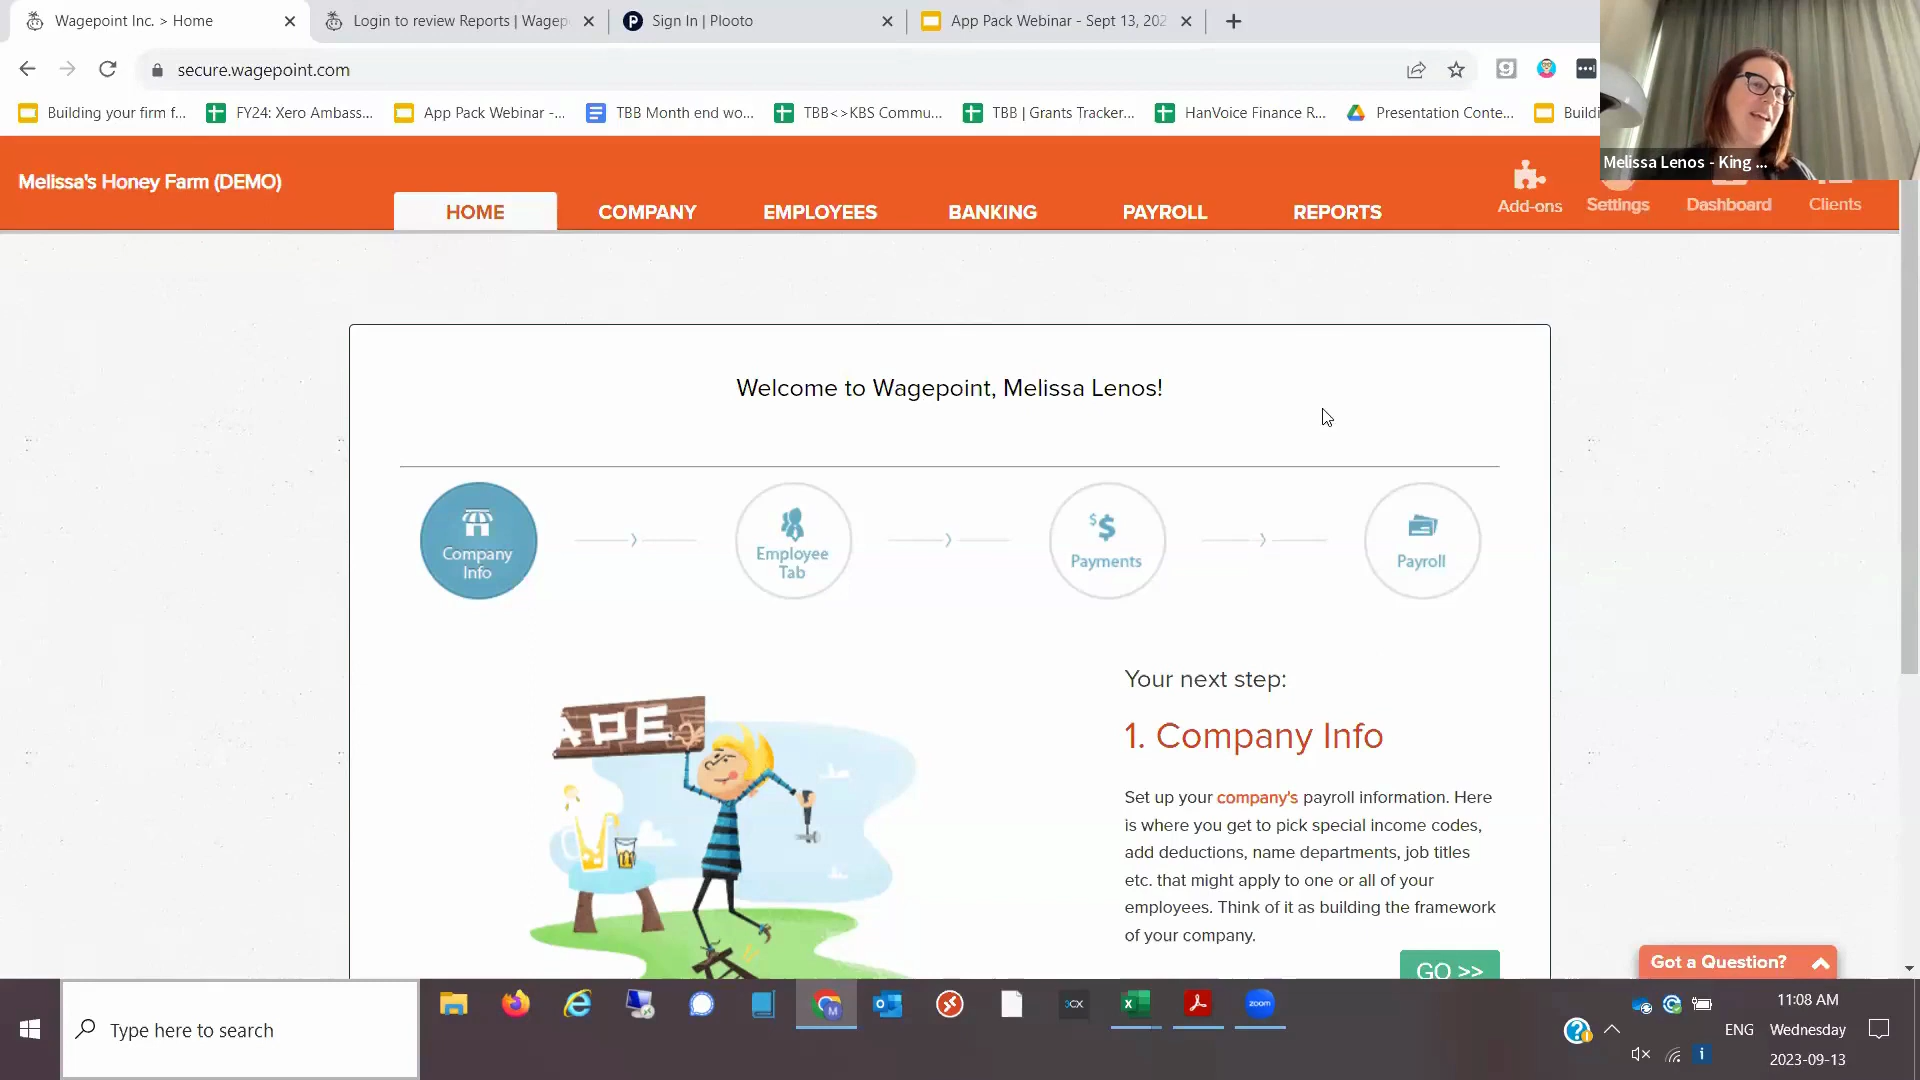 Wagepoint Inc. > Home
Login to review Reports | Wagep
Sign In | Plooto
App Pack Webinar - Sept 13, 202
secure.wagepoint.com
Building your firm f...
FY24: Xero Ambass...
App Pack Webinar -...
TBB Month end wo...
TBB<>KBS Commu...
TBB | Grants Tracker...
HanVoice Finance R...
Presentation Conte...
Buildi
Melissa Lenos - King ...
Melissa's Honey Farm (DEMO)
HOME
COMPANY
EMPLOYEES
BANKING
PAYROLL
REPORTS
Add-ons
Settings
Dashboard
Clients
Welcome to Wagepoint, Melissa Lenos!
Company
Info
Employee
Tab
Payments
Payroll
Your next step:
1. Company Info
Set up your company's payroll information. Here
is where you get to pick special income codes,
add deductions, name departments, job titles
etc. that might apply to one or all of your
employees. Think of it as building the framework
of your company.
GO >>
Got a Question?
Type here to search
3CX
zoom
11:08 AM
ENG
Wednesday
2023-09-13